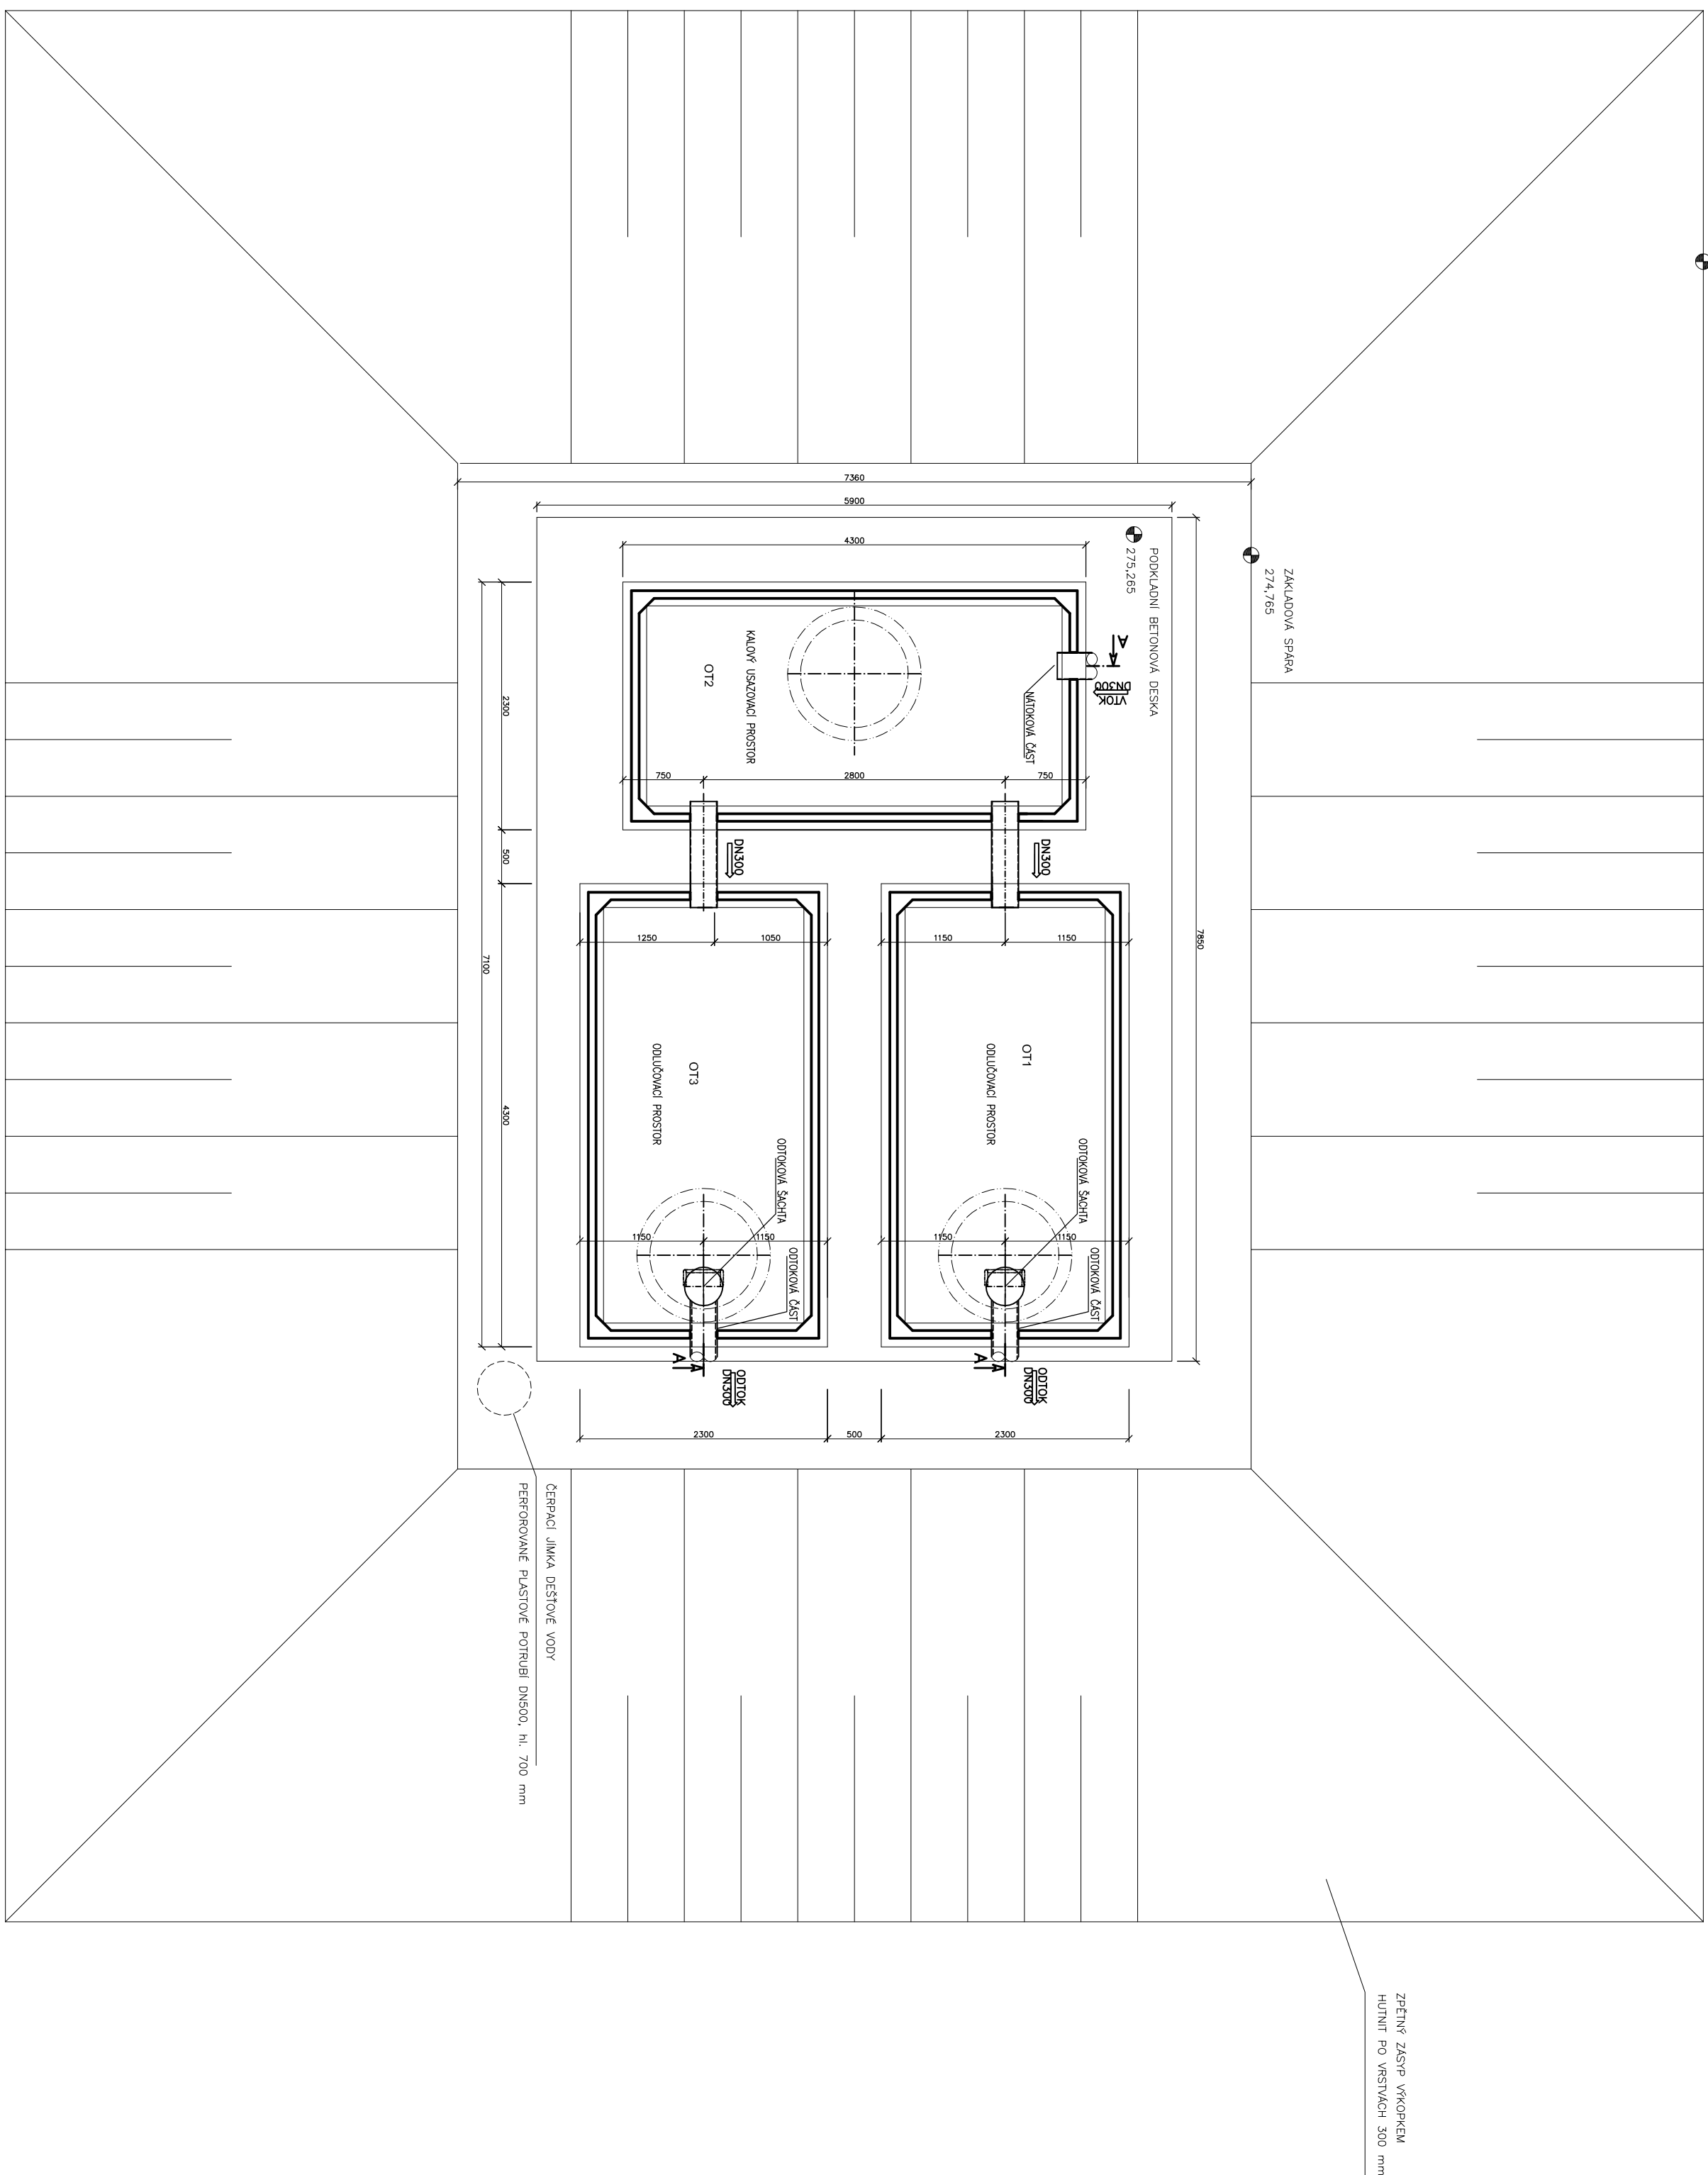 7360
5900
4300
PODKLADNÍ BETONOVÁ DESKA
275,265
ZÁKLADOVÁ SPÁRA
274,765
A
A
VTOK
DN300
NÁTOKOVÁ ČÁST
KALOVÝ USAZOVACÍ PROSTOR
OT2
750
2800
750
2300
500
4300
7100
7850
DN300
DN300
1250
1050
1150
1150
OT3
ODLUČOVACÍ PROSTOR
OT1
ODLUČOVACÍ PROSTOR
ODTOKOVÁ ŠACHTA
ODTOKOVÁ ČÁST
ODTOKOVÁ ŠACHTA
ODTOKOVÁ ČÁST
1150
1150
1150
1150
A
A
ODTOK
DN300
A
A
ODTOK
DN300
2300
500
2300
ČERPACÍ JÍMKA DEŠŤOVÉ VODY
PERFOROVANÉ PLASTOVÉ POTRUBÍ DN500, hl. 700 mm
ZPĚTNÝ ZÁSYP VÝKOPKEM
HUTNIT PO VRSTVÁCH 300 mm